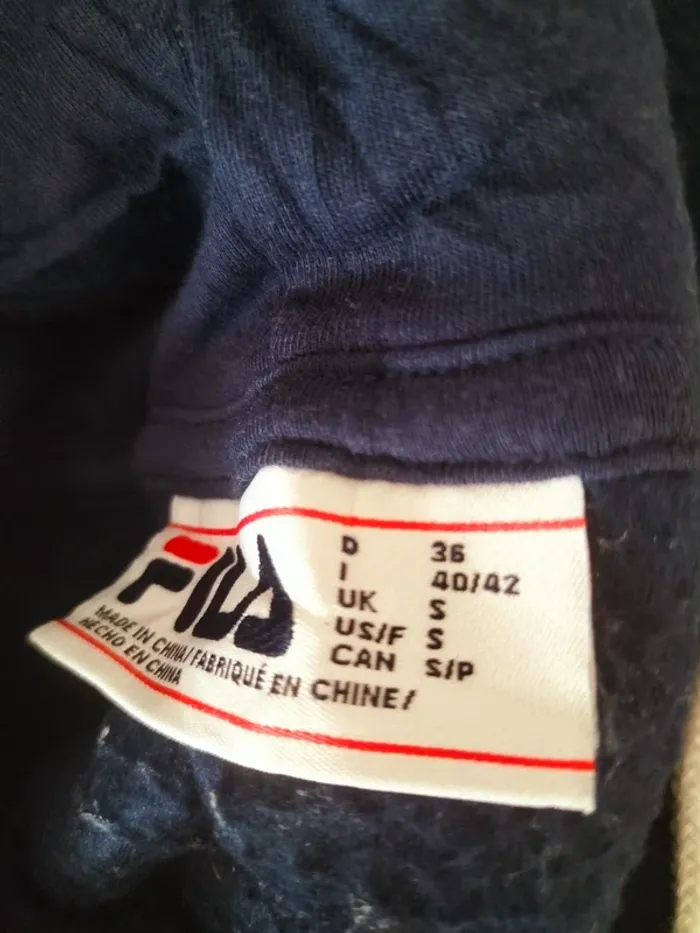 FILA
D 36
I 40/42
UK S
US/F S
CAN S/P
MADE IN CHINA/FABRIQUÉ EN CHINE/
HECHO EN CHINA